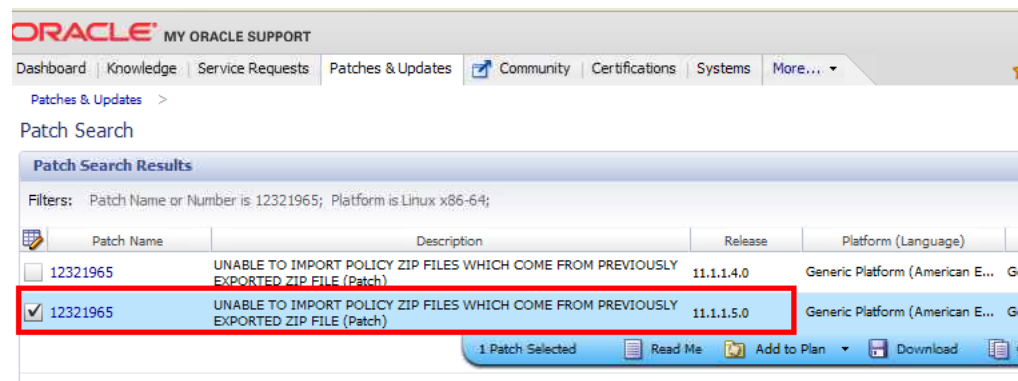 ORACLE MY ORACLE SUPPORT
Dashboard Knowledge Service Requests Patches & Updates Community Certifications Systems More...
Patches & Updates >
Patch Search
Patch Search Results
Filters: Patch Name or Number is 12321965; Platform is Linux x86-64;
Patch Name Description Release Platform (Language)
12321965 UNABLE TO IMPORT POLICY ZIP FILES WHICH COME FROM PREVIOUSLY EXPORTED ZIP FILE (Patch) 11.1.1.4.0 Generic Platform (American E...
12321965 UNABLE TO IMPORT POLICY ZIP FILES WHICH COME FROM PREVIOUSLY EXPORTED ZIP FILE (Patch) 11.1.1.5.0 Generic Platform (American E...
1 Patch Selected Read Me Add to Plan Download